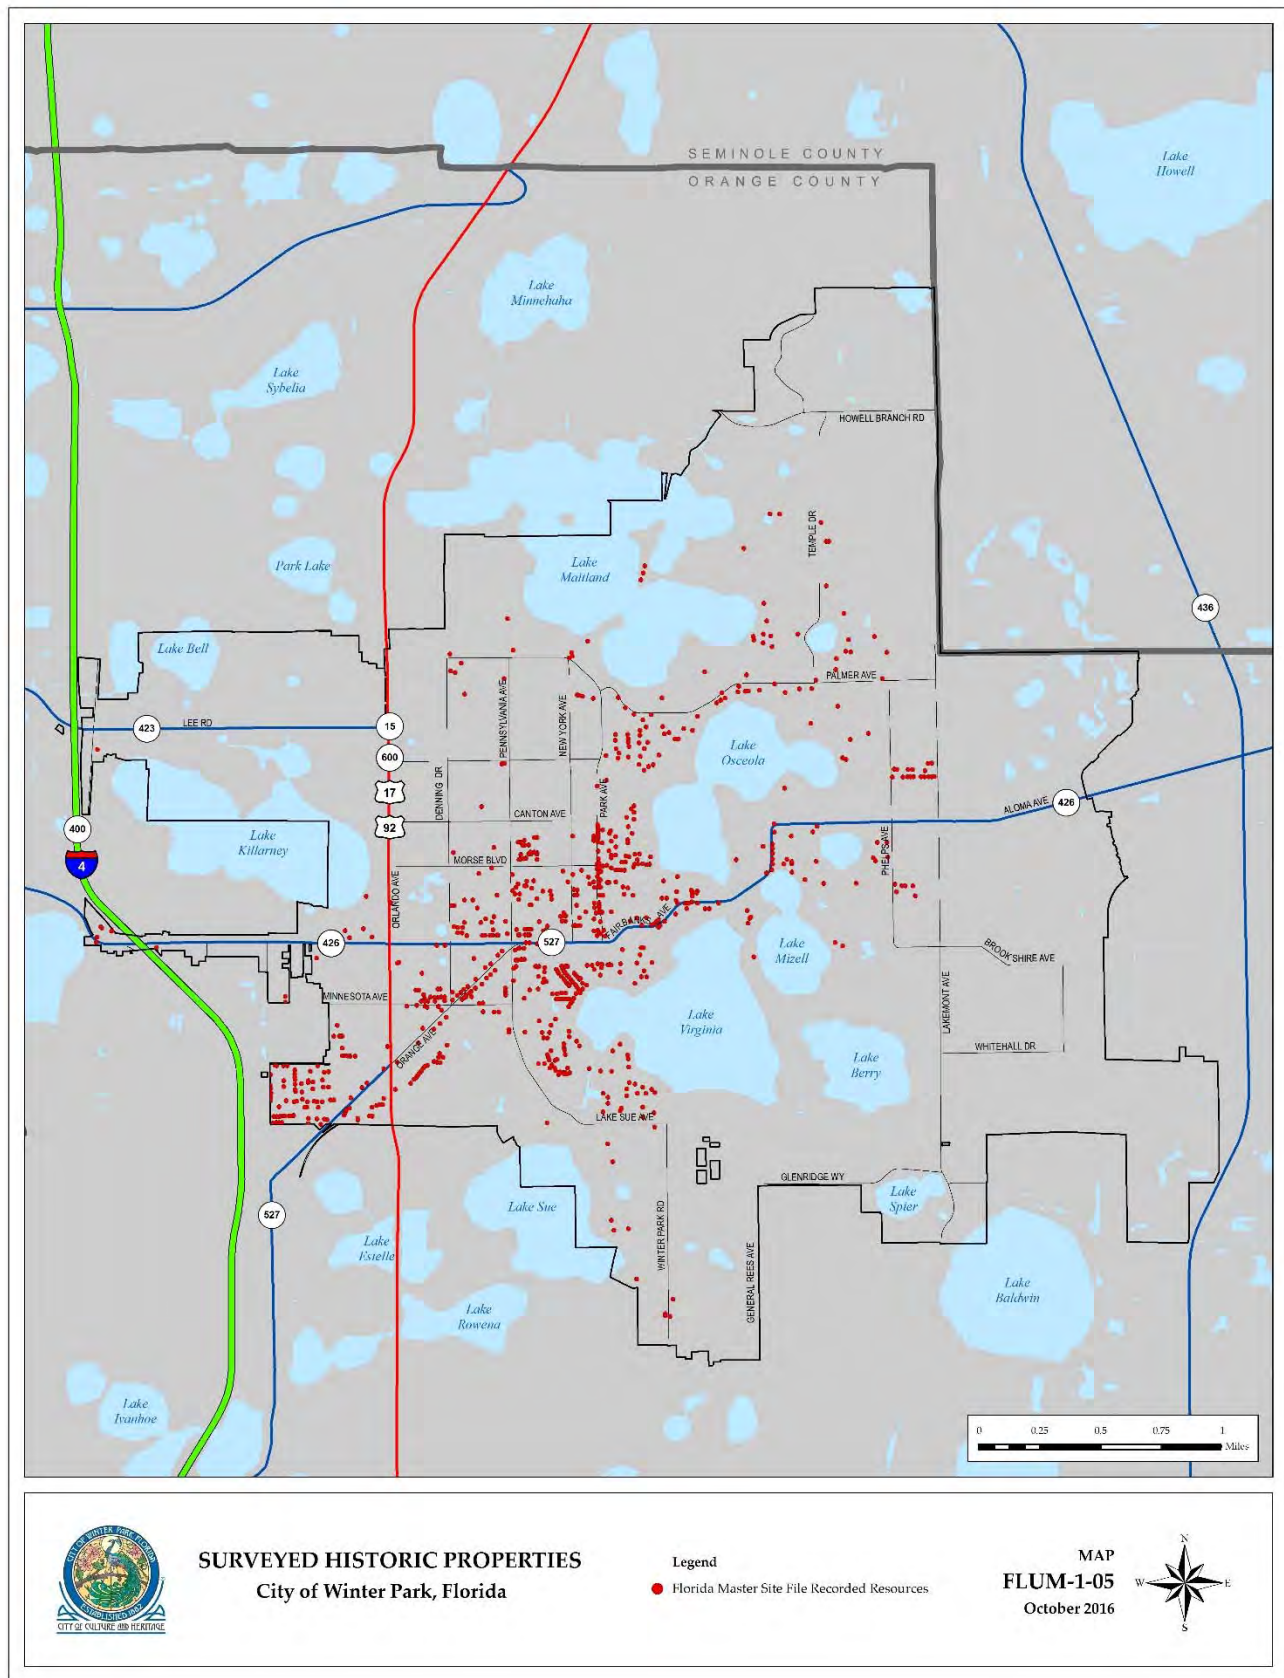 SEMINOLE COUNTY
ORANGE COUNTY
Lake
Howell
Lake
Minnehaha
Lake
Sybelia
HOWELL BRANCH RD
TEMPLE DR
Park Lake
Lake
Maitland
436
Lake Bell
PALMER AVE
PENNSYLVANIA AVE
NEW YORK AVE
423
LEE RD
15
600
17
92
Lake
Osceola
DENNING DR
PARK AVE
CANTON AVE
ALOMA AVE
426
400
4
Lake
Killarney
MORSE BLVD
PHELPS AVE
ORLANDO AVE
426
527
FAIRBANKS AVE
Lake
Mizell
BROOKSHIRE AVE
MINNESOTA AVE
Lake
Virginia
LAKEMONT AVE
ORANGE AVE
WHITEHALL DR
Lake
Berry
LAKE SUE AVE
GLENRIDGE WY
Lake
Spier
Lake Sue
527
WINTER PARK RD
Lake
Estelle
GENERAL REES AVE
Lake
Baldwin
Lake
Rowena
Lake
Ivanhoe
0 0.25 0.5 0.75 1
Miles
CITY OF WINTER PARK, FLORIDA
ESTABLISHED 1882
CITY OF CULTURE AND HERITAGE
SURVEYED HISTORIC PROPERTIES
City of Winter Park, Florida
Legend
Florida Master Site File Recorded Resources
MAP
FLUM-1-05
October 2016
N
W E
S